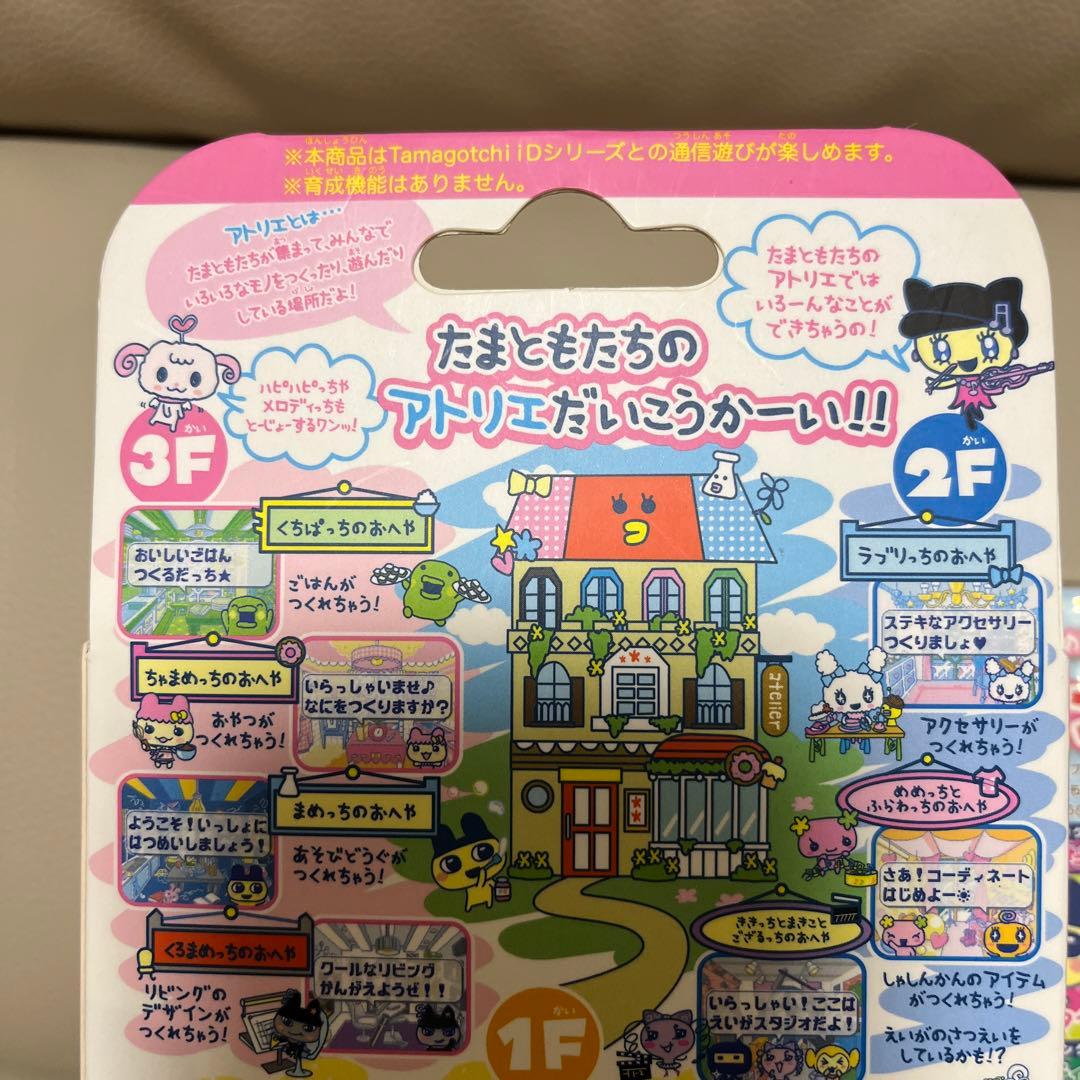 ※本商品はTamagotchi iDシリーズとの通信遊びが楽しめます。
※育成機能はありません。
アトリエとは…
たまともたちが集まって、みんなで
いろいろなモノをつくったり、遊んだり
している場所だよ!
たまともたちの
アトリエでは
いろーんなことが
できちゃうの!
たまともたちの
アトリエだいこうかーい!!
ハピハピっちや
メロディっちも
とーじょーするワンッ!
3F
かい
2F
かい
くちぱっちのおへや
おいしいごはん
つくるだっち★
ごはんが
つくれちゃう!
ちゃまめっちのおへや
いらっしゃいませ♪
なにをつくりますか?
おやつが
つくれちゃう!
まめっちのおへや
ようこそ!いっしょに
はつめいしましょう!
あそびどうぐが
つくれちゃう!
くろまめっちのおへや
クールなリビング
かんがえようぜ!!
リビングの
デザインが
つくれちゃう!
atelier
ラブリっちのおへや
ステキなアクセサリー
つくりましょ♥
アクセサリーが
つくれちゃう!
めめっちと
ふらわっちのおへや
さあ!コーディネート
はじめよー☀
しゃしんかんのアイテム
がつくれちゃう!
1F
かい
ききっちとまきこと
ござるっちのおへや
いらっしゃい!ここは
えいがスタジオだよ!
えいがのさつえいを
しているかも!?